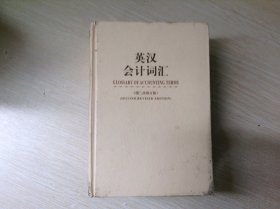 英汉
会计词汇
GLOSSARY OF ACCOUNTING TERMS
(第二次修订版)
(SECOND REVISED EDITION)